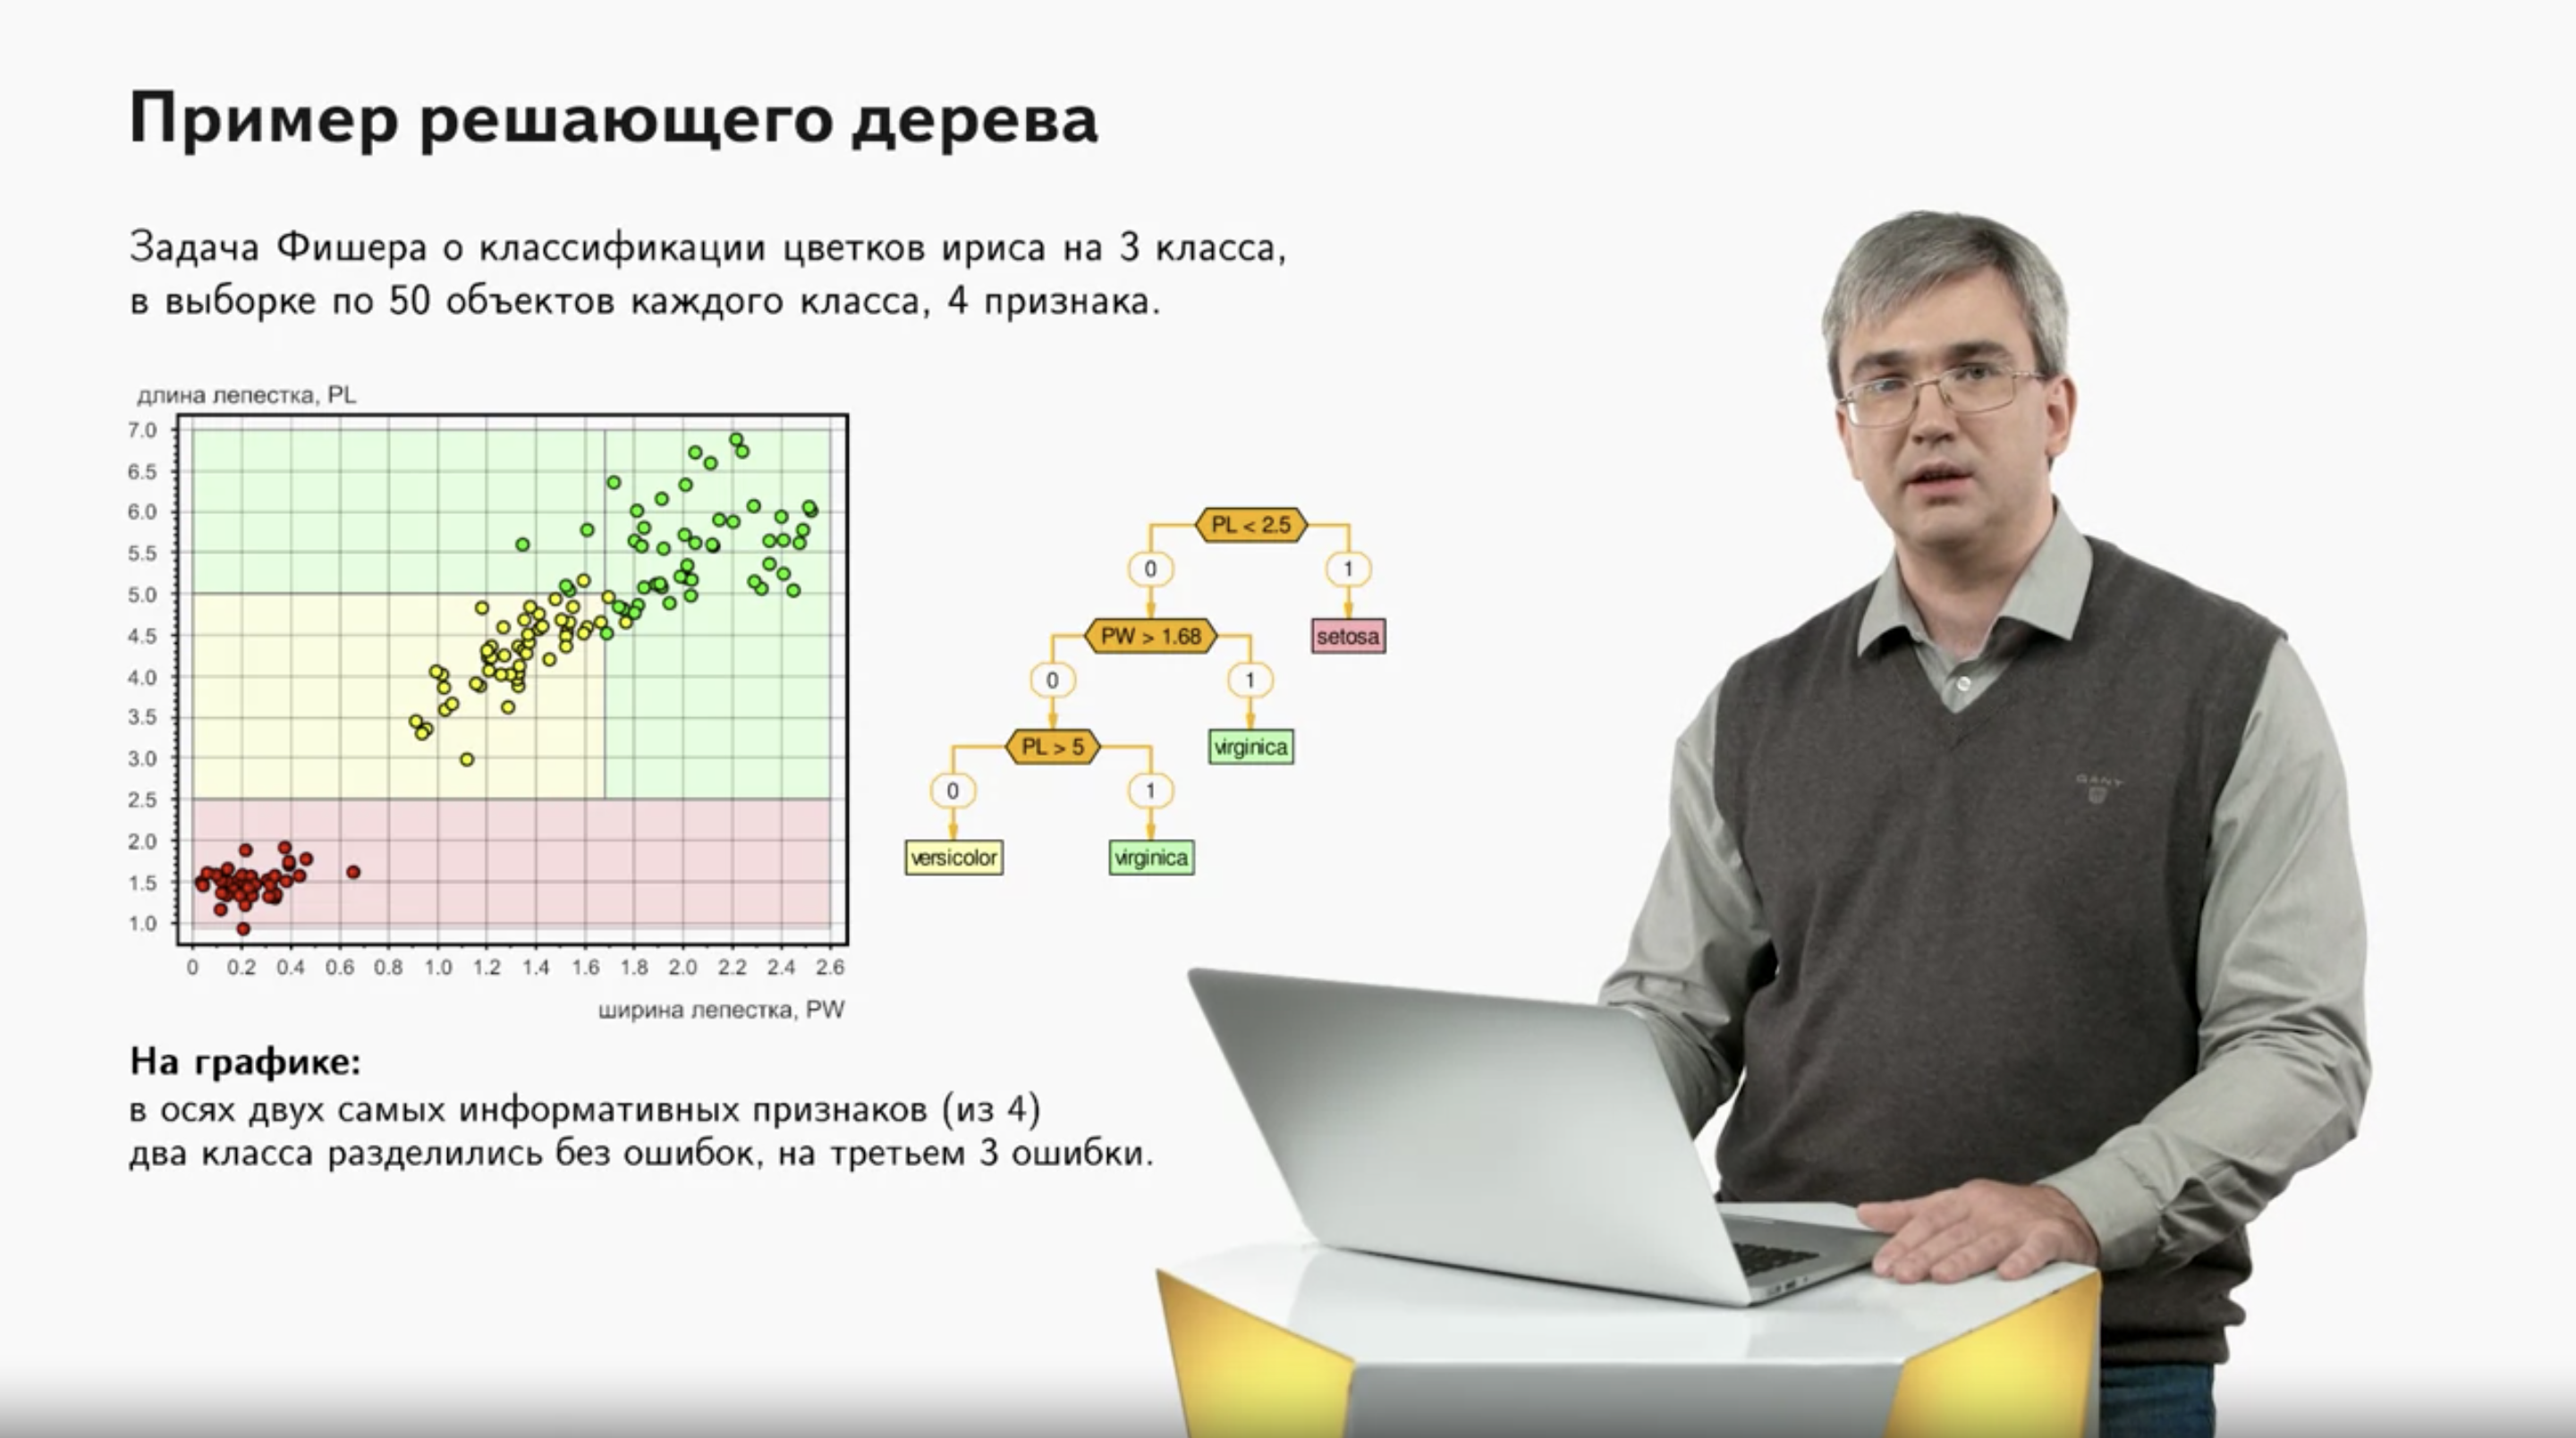 Пример решающего дерева
Задача Фишера о классификации цветков ириса на 3 класса,
в выборке по 50 объектов каждого класса, 4 признака.
длина лепестка, PL
7.0
6.5
6.0
5.5
5.0
4.5
4.0
3.5
3.0
2.5
2.0
1.5
1.0
0 0.2 0.4 0.6 0.8 1.0 1.2 1.4 1.6 1.8 2.0 2.2 2.4 2.6
ширина лепестка, PW
PL < 2.5
0 1
PW > 1.68 setosa
0 1
PL > 5 virginica
0 1
versicolor virginica
На графике:
в осях двух самых информативных признаков (из 4)
два класса разделились без ошибок, на третьем 3 ошибки.
GANT